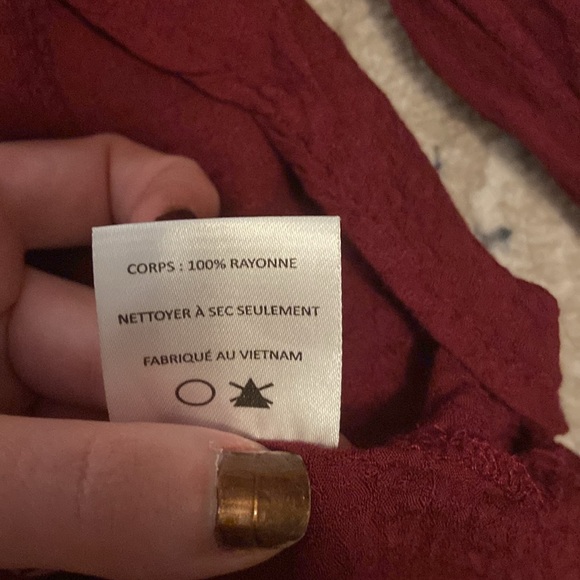 CORPS : 100% RAYONNE
NETTOYER À SEC SEULEMENT
FABRIQUÉ AU VIETNAM